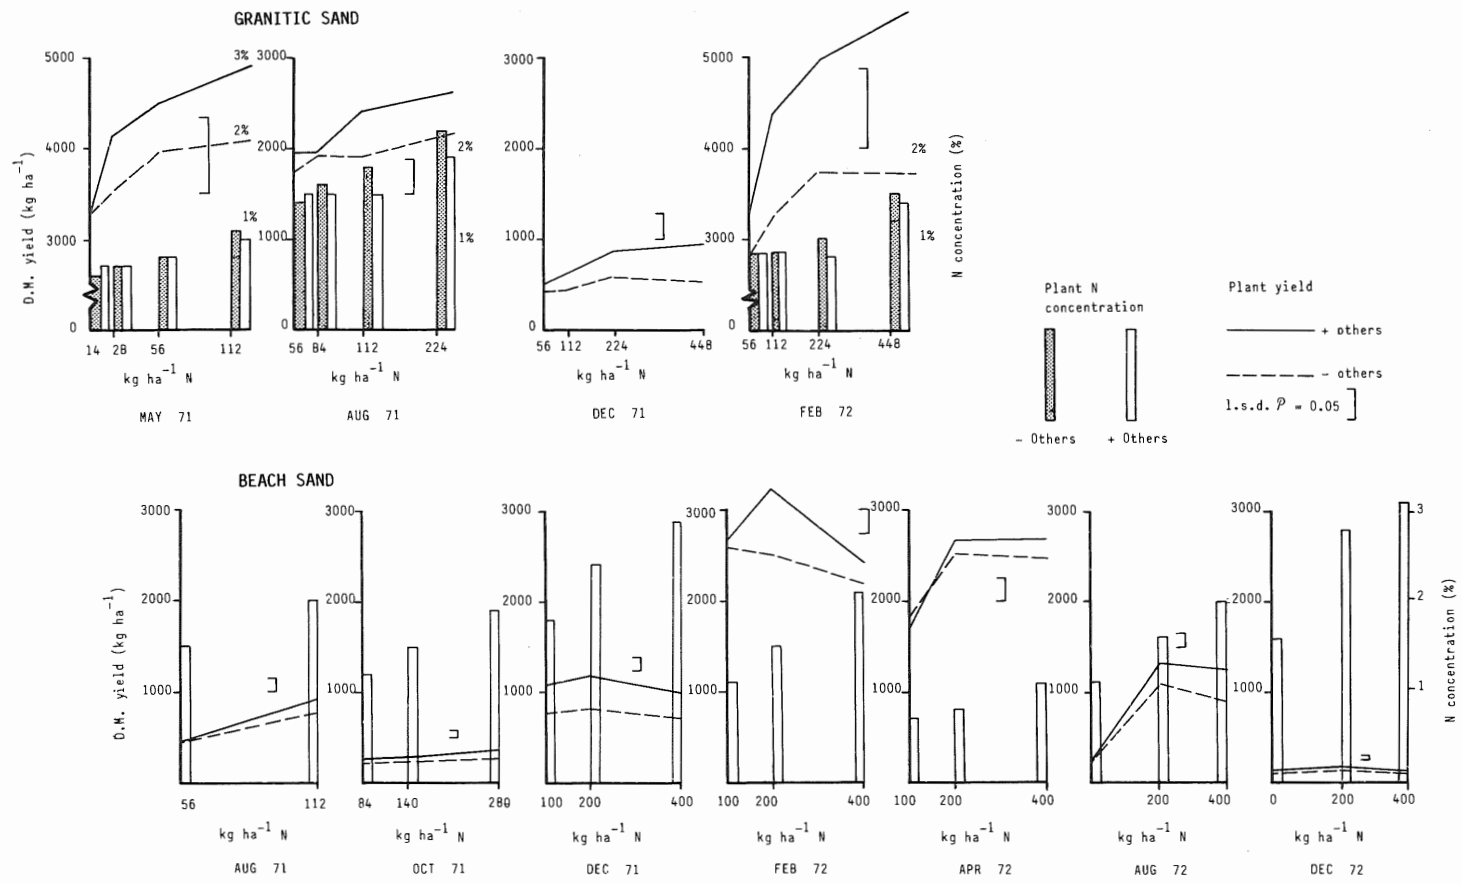 GRANITIC SAND
D.M. yield (kg ha-1)
5000
4000
3000
0
3%
2%
1%
14 28 56 112
kg ha-1 N
MAY 71
3000
2000
1000
0
2%
1%
56 84 112 224
kg ha-1 N
AUG 71
3000
2000
1000
0
56 112 224 448
kg ha-1 N
DEC 71
5000
4000
3000
0
2%
1%
N concentration (%)
56 112 224 448
kg ha-1 N
FEB 72
Plant N
concentration
- Others + Others
Plant yield
+ others
- others
l.s.d. P = 0.05
BEACH SAND
D.M. yield (kg ha-1)
3000
2000
1000
56 112
kg ha-1 N
AUG 71
3000
2000
1000
84 140 280
kg ha-1 N
OCT 71
3000
2000
1000
100 200 400
kg ha-1 N
DEC 71
3000
2000
1000
100 200 400
kg ha-1 N
FEB 72
3000
2000
1000
100 200 400
kg ha-1 N
APR 72
3000
2000
1000
200 400
kg ha-1 N
AUG 72
3000
2000
1000
3
2
1
N concentration (%)
0 200 400
kg ha-1 N
DEC 72